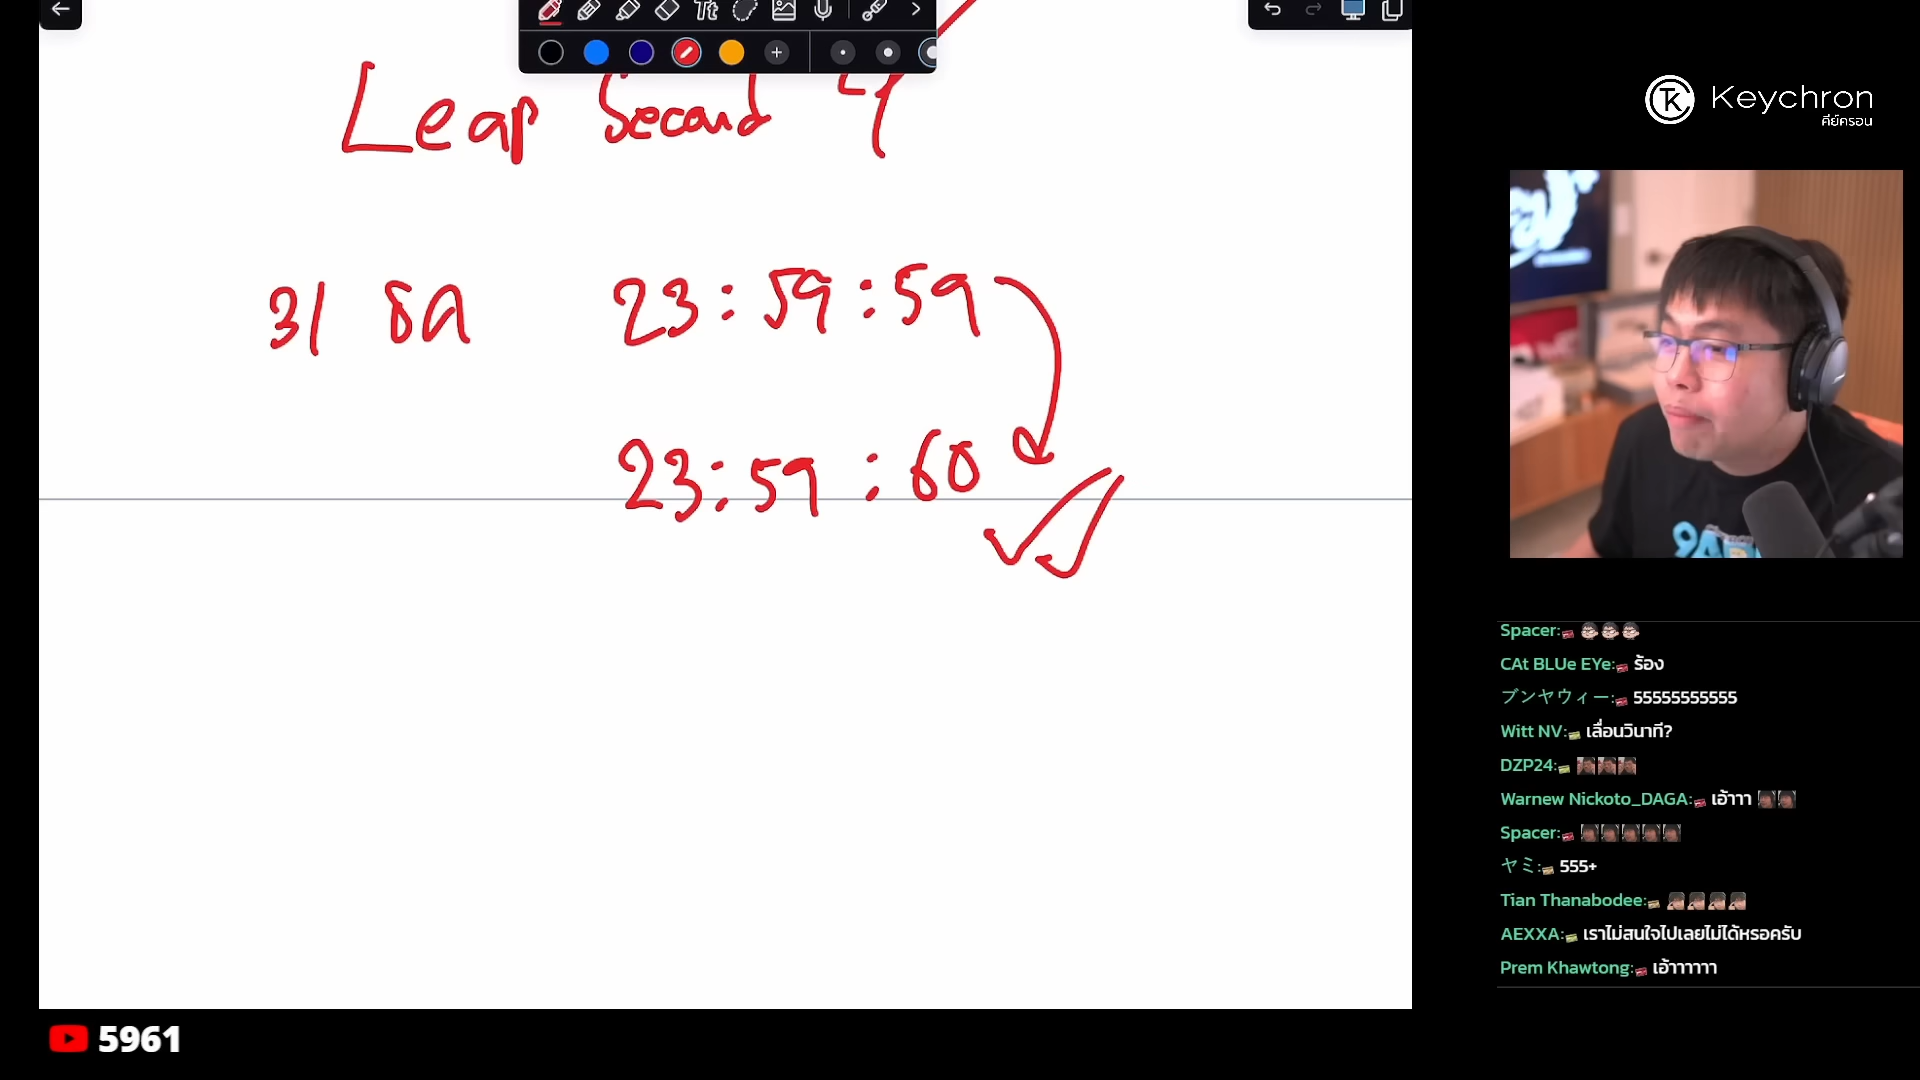 Tt
Leap Second
31 ธค 23:59:59
23:59:60
Keychron
คีย์ครอน
Spacer:
CAt BLUe EYe: ร้อง
ブンヤウィー: 55555555555
Witt NV: เลื่อนวินาที?
DZP24:
Warnew Nickoto_DAGA: เอ้าาา
Spacer:
ヤミ: 555+
Tian Thanabodee:
AEXXA: เราไม่สนใจไปเลยไม่ได้หรอครับ
Prem Khawtong: เอ้าาาาาา
5961